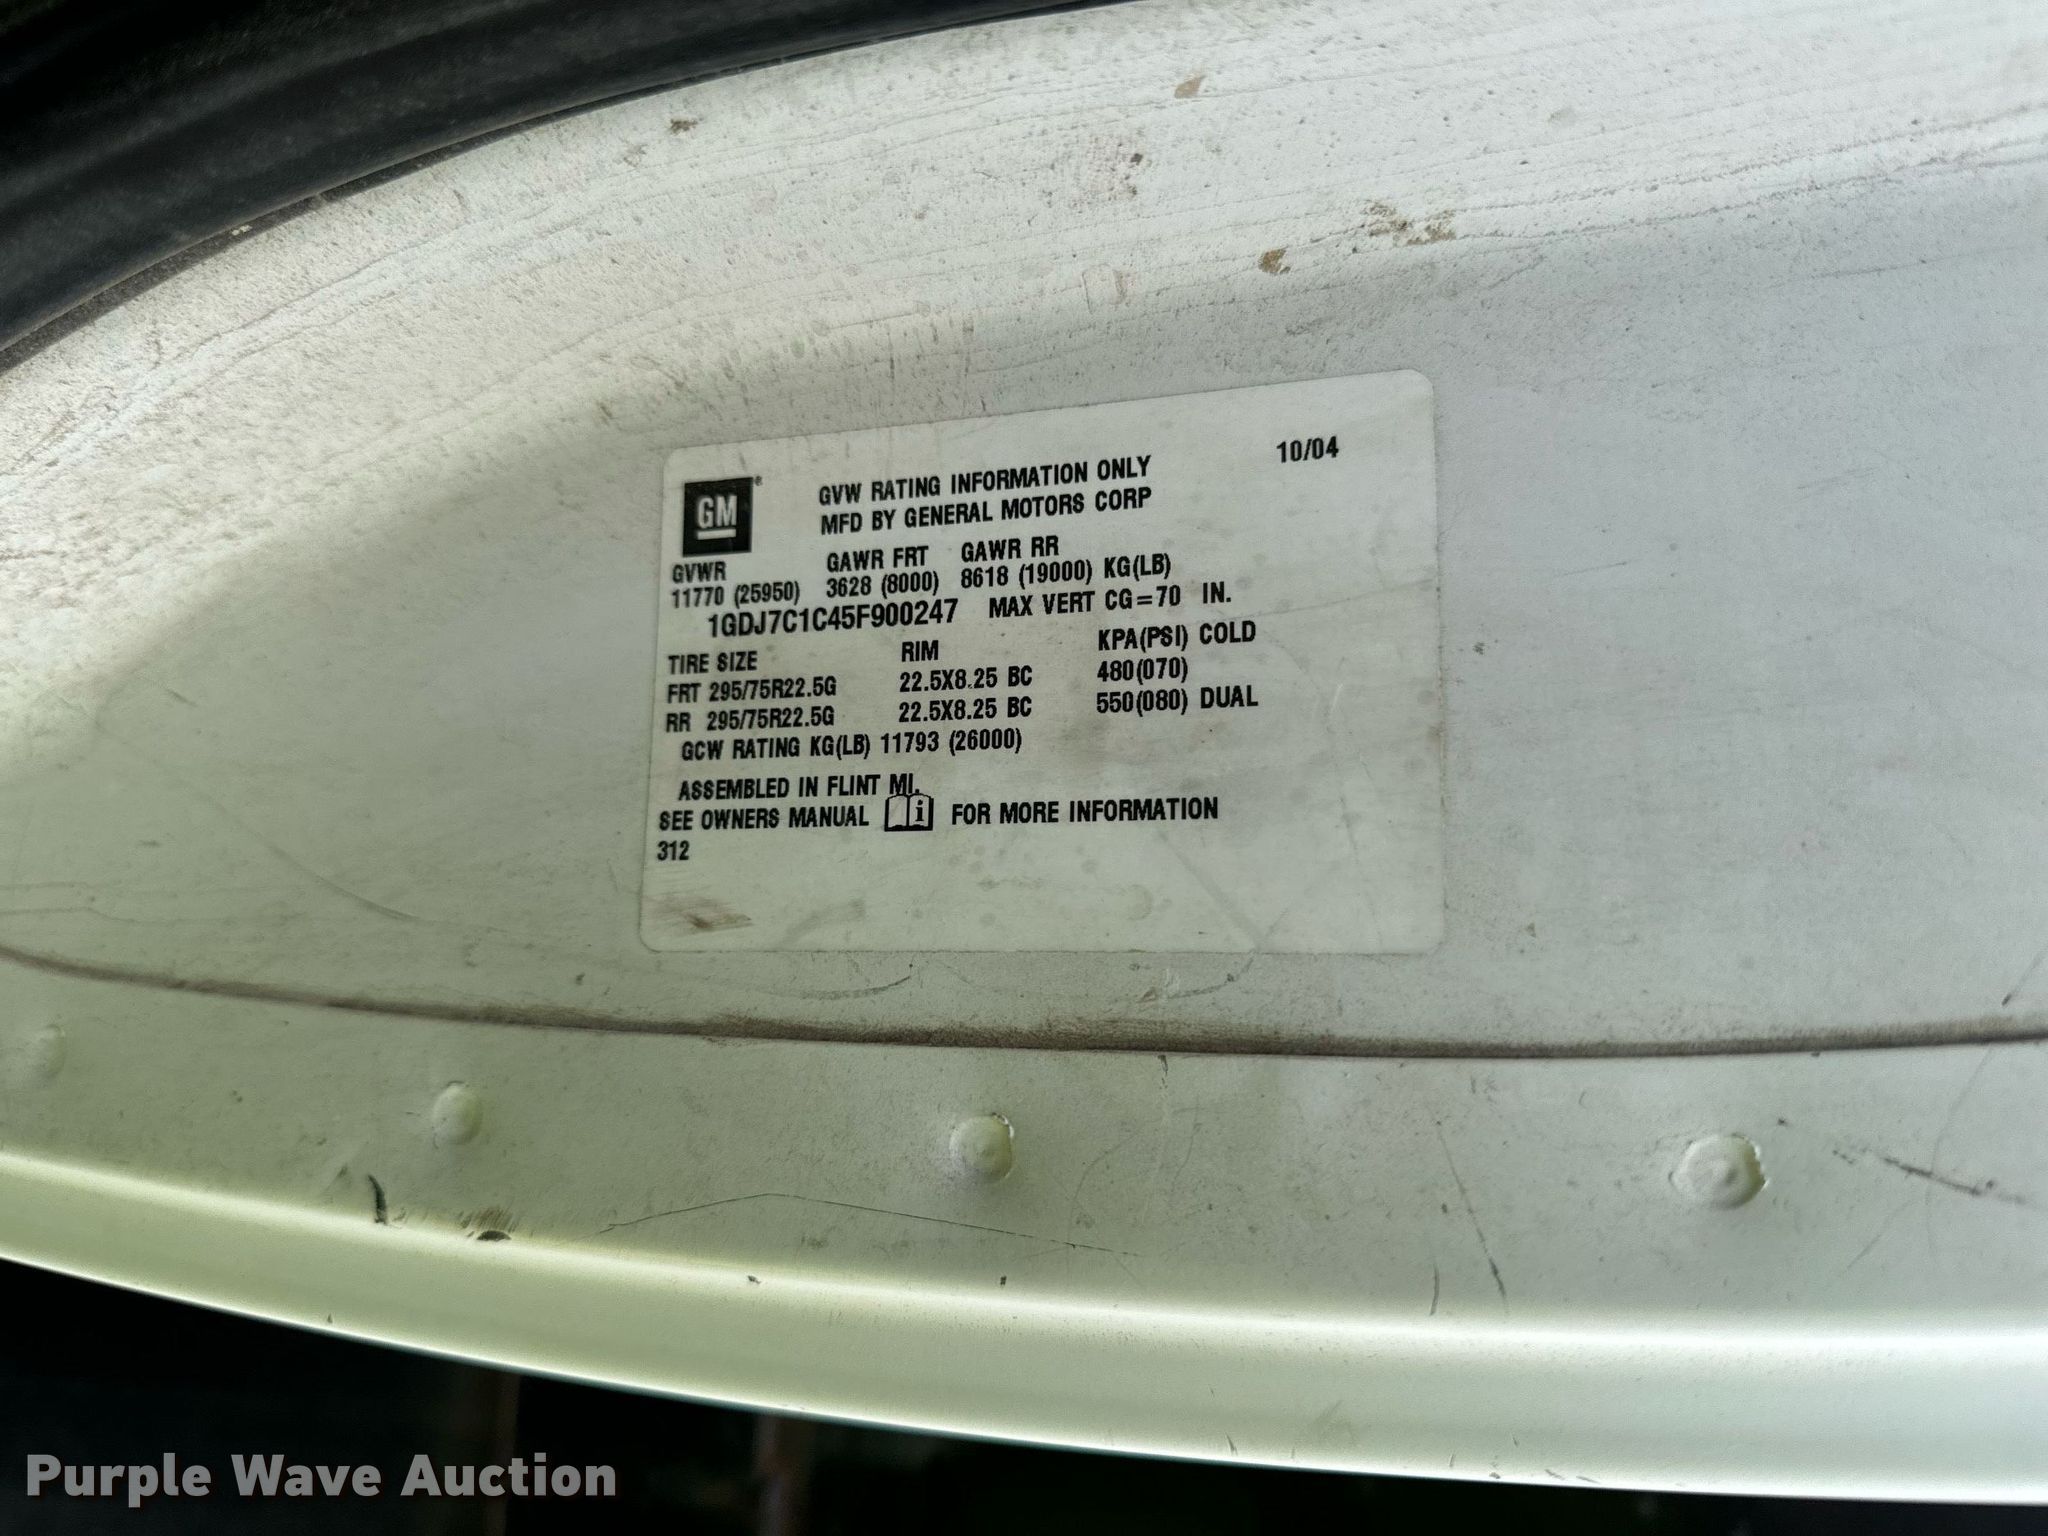 GM®
GVW RATING INFORMATION ONLY 10/04
MFD BY GENERAL MOTORS CORP
GVWR GAWR FRT GAWR RR
11770 (25950) 3628 (8000) 8618 (19000) KG(LB)
1GDJ7C1C45F900247 MAX VERT CG=70 IN.
TIRE SIZE RIM KPA(PSI) COLD
FRT 295/75R22.5G 22.5X8.25 BC 480(070)
RR 295/75R22.5G 22.5X8.25 BC 550(080) DUAL
GCW RATING KG(LB) 11793 (26000)
ASSEMBLED IN FLINT MI.
SEE OWNERS MANUAL i FOR MORE INFORMATION
312
Purple Wave Auction